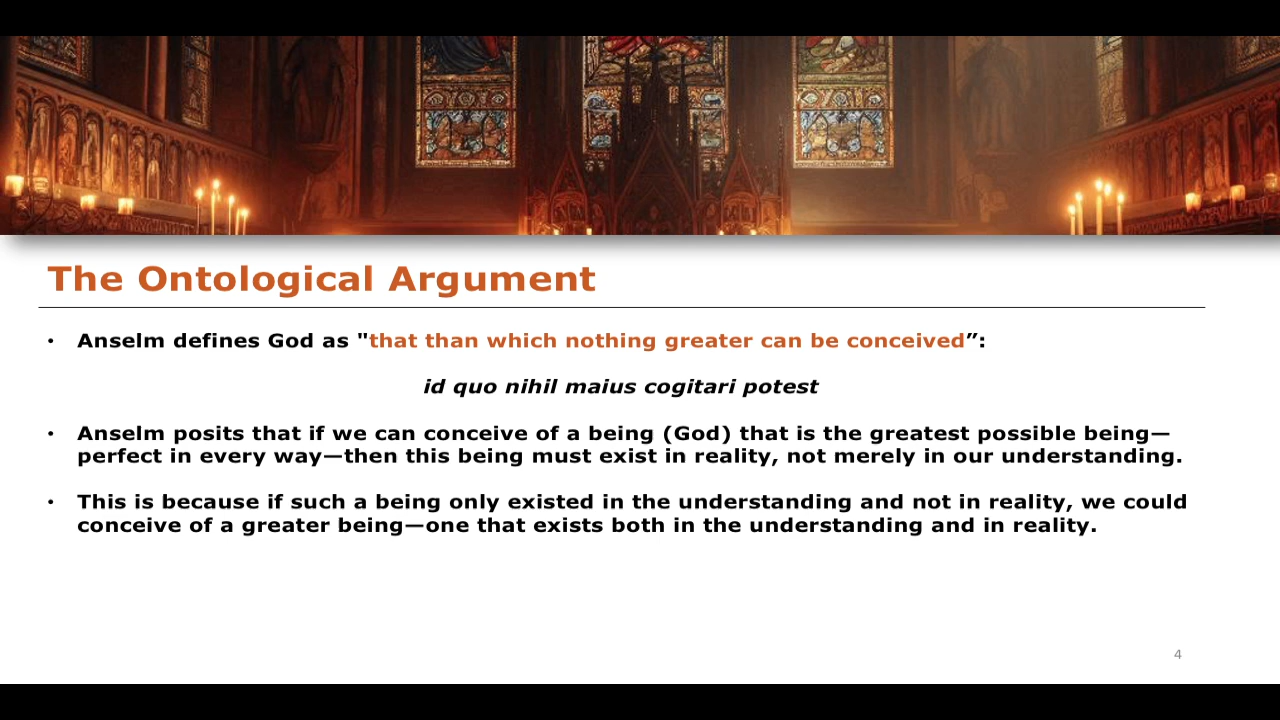 The Ontological Argument
• Anselm defines God as "that than which nothing greater can be conceived”:
id quo nihil maius cogitari potest
• Anselm posits that if we can conceive of a being (God) that is the greatest possible being—
perfect in every way—then this being must exist in reality, not merely in our understanding.
• This is because if such a being only existed in the understanding and not in reality, we could
conceive of a greater being—one that exists both in the understanding and in reality.
4